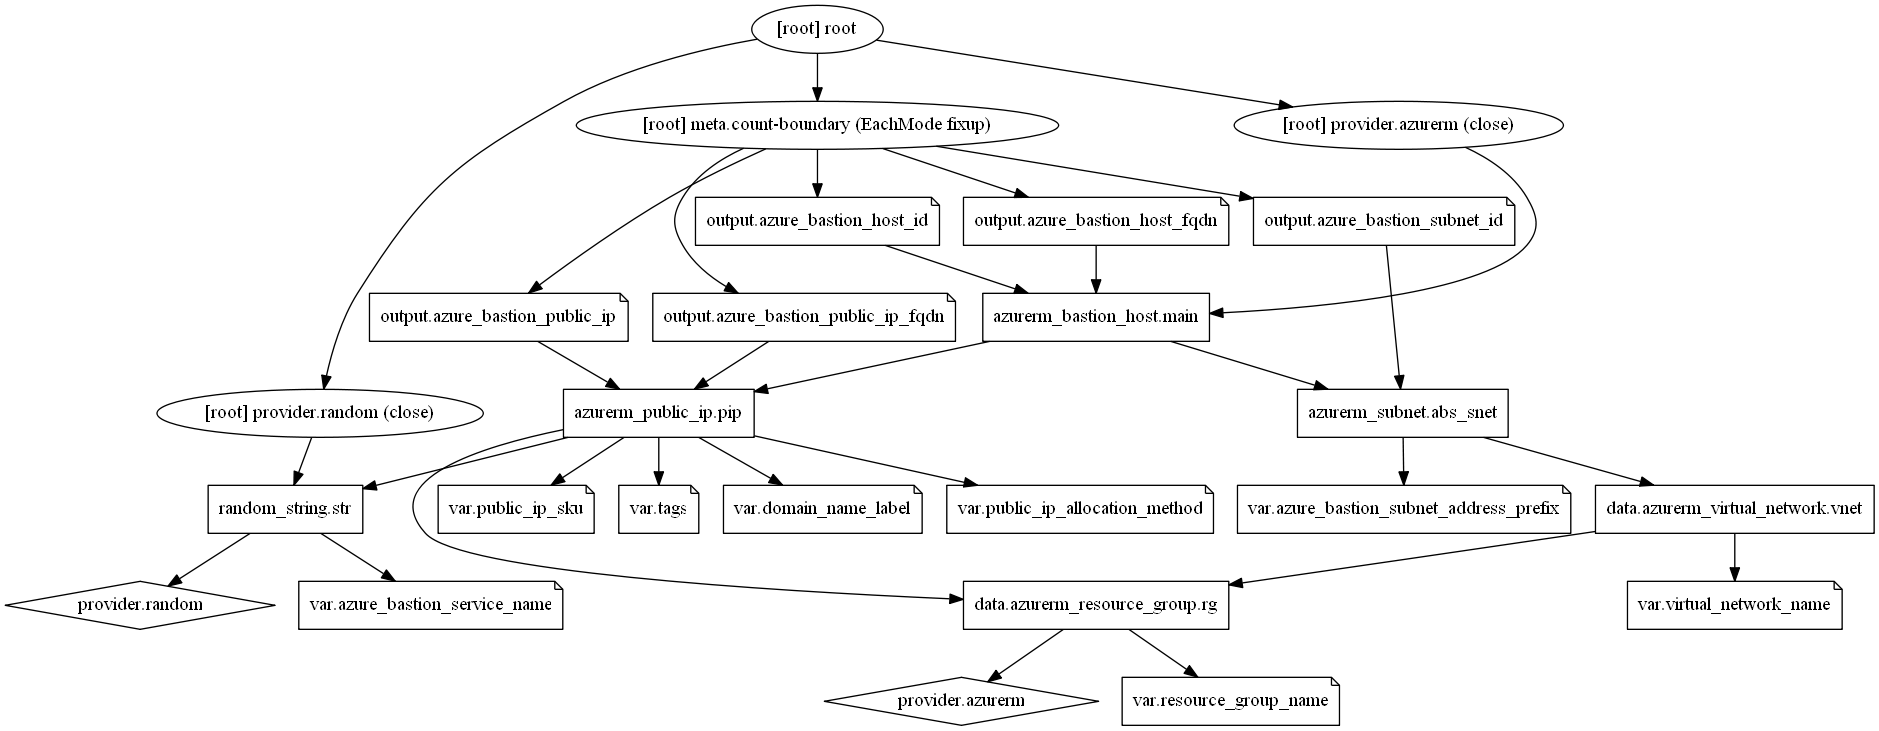 [root] root
[root] meta.count-boundary (EachMode fixup)
[root] provider.azurerm (close)
output.azure_bastion_host_id
output.azure_bastion_host_fqdn
output.azure_bastion_subnet_id
output.azure_bastion_public_ip
output.azure_bastion_public_ip_fqdn
azurerm_bastion_host.main
[root] provider.random (close)
azurerm_public_ip.pip
azurerm_subnet.abs_snet
random_string.str
var.public_ip_sku
var.tags
var.domain_name_label
var.public_ip_allocation_method
var.azure_bastion_subnet_address_prefix
data.azurerm_virtual_network.vnet
provider.random
var.azure_bastion_service_name
data.azurerm_resource_group.rg
var.virtual_network_name
provider.azurerm
var.resource_group_name